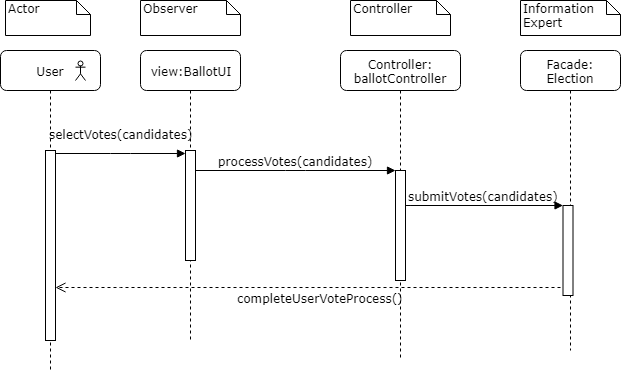 Actor
Observer
Controller
Information
Expert
User
view:BallotUI
Controller:
ballotController
Facade:
Election
selectVotes(candidates)
processVotes(candidates)
submitVotes(candidates)
completeUserVoteProcess()